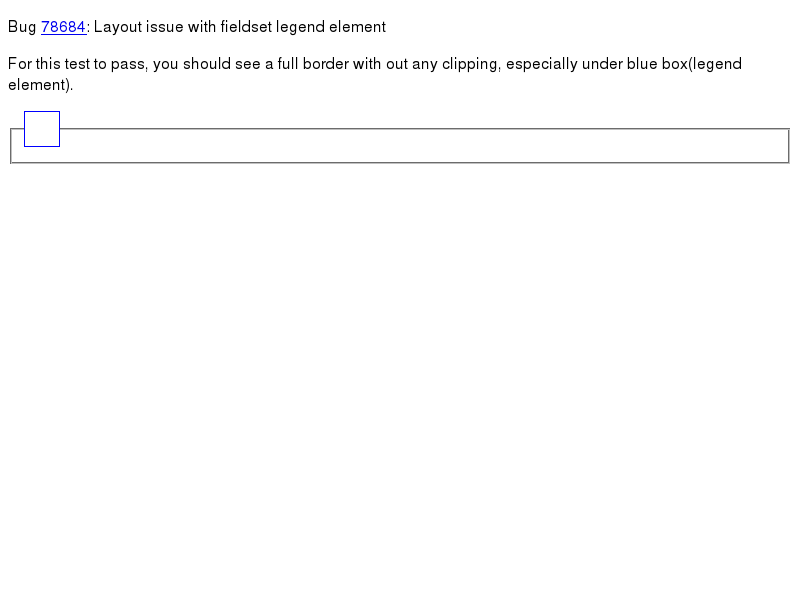 Bug 78684: Layout issue with fieldset legend element
For this test to pass, you should see a full border with out any clipping, especially under blue box(legend
element).